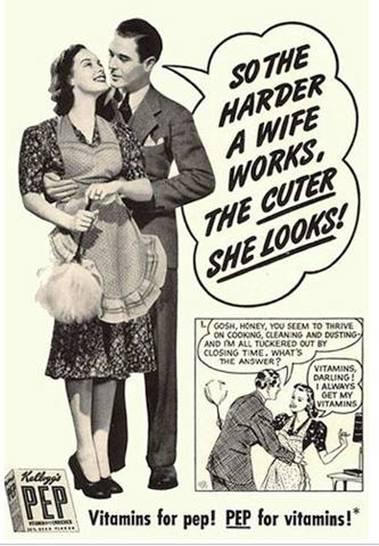 SO THE
HARDER
A WIFE
WORKS,
THE CUTER
SHE LOOKS!
1. GOSH, HONEY, YOU SEEM TO THRIVE
ON COOKING, CLEANING AND DUSTING-
AND I'M ALL TUCKERED OUT BY
CLOSING TIME. WHAT'S
THE ANSWER?
VITAMINS,
DARLING!
I ALWAYS
GET MY
VITAMINS
Kellogg's
PEP
Vitamins for pep! PEP for vitamins!*